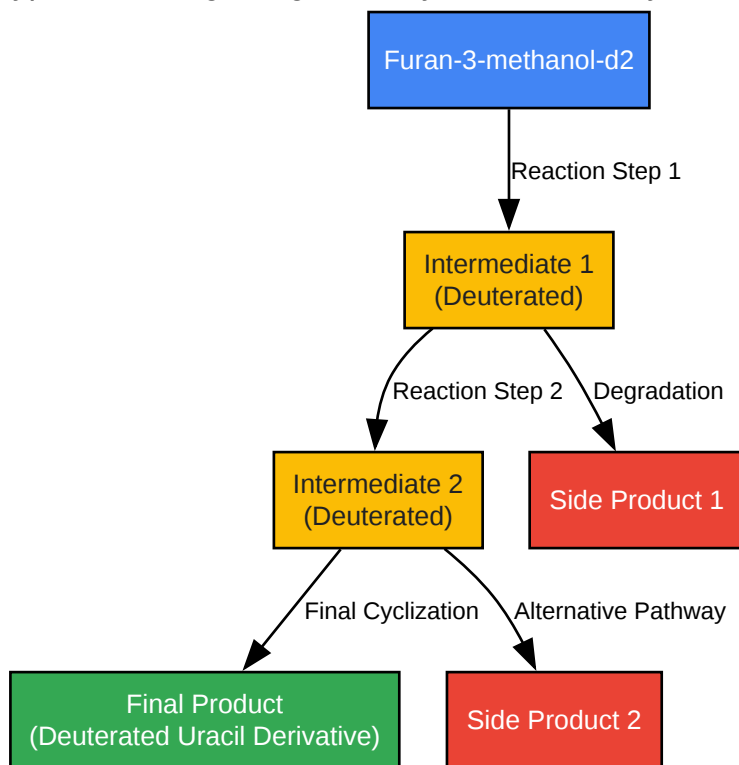 Furan-3-methanol-d2
Reaction Step 1
Intermediate 1
(Deuterated)
Reaction Step 2
Degradation
Intermediate 2
(Deuterated)
Side Product 1
Final Cyclization
Alternative Pathway
Final Product
(Deuterated Uracil Derivative)
Side Product 2